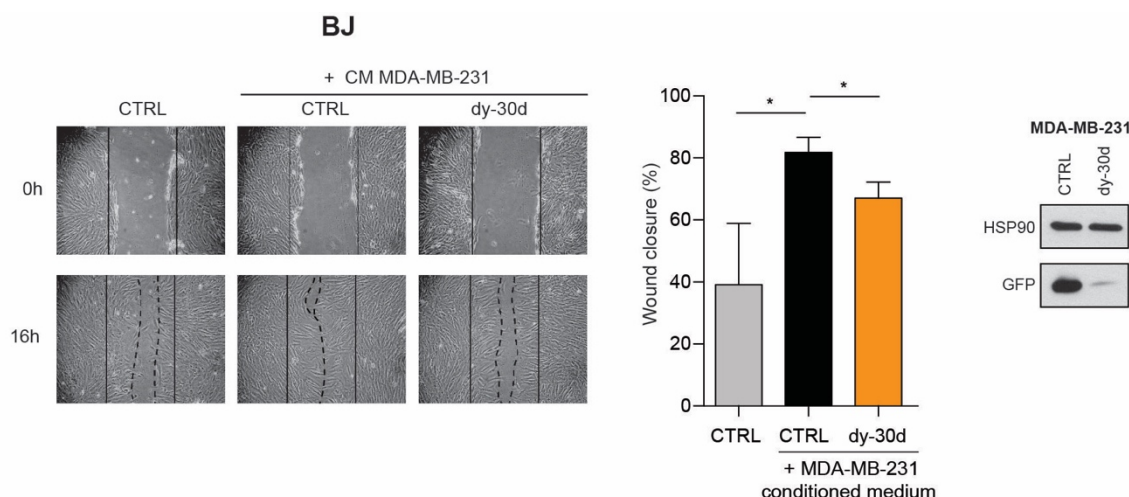 BJ
+ CM MDA-MB-231
CTRL CTRL dy-30d
0h
16h
*
*
100
80
60
40
20
0
Wound closure (%)
CTRL CTRL dy-30d
+ MDA-MB-231
conditioned medium
MDA-MB-231
CTRL dy-30d
HSP90
GFP